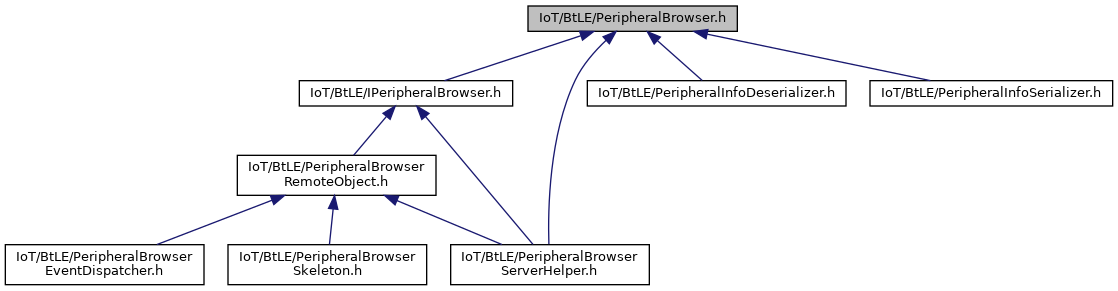 IoT/BtLE/PeripheralBrowser.h
IoT/BtLE/IPeripheralBrowser.h
IoT/BtLE/PeripheralInfoDeserializer.h
IoT/BtLE/PeripheralInfoSerializer.h
IoT/BtLE/PeripheralBrowser
RemoteObject.h
IoT/BtLE/PeripheralBrowser
EventDispatcher.h
IoT/BtLE/PeripheralBrowser
Skeleton.h
IoT/BtLE/PeripheralBrowser
ServerHelper.h